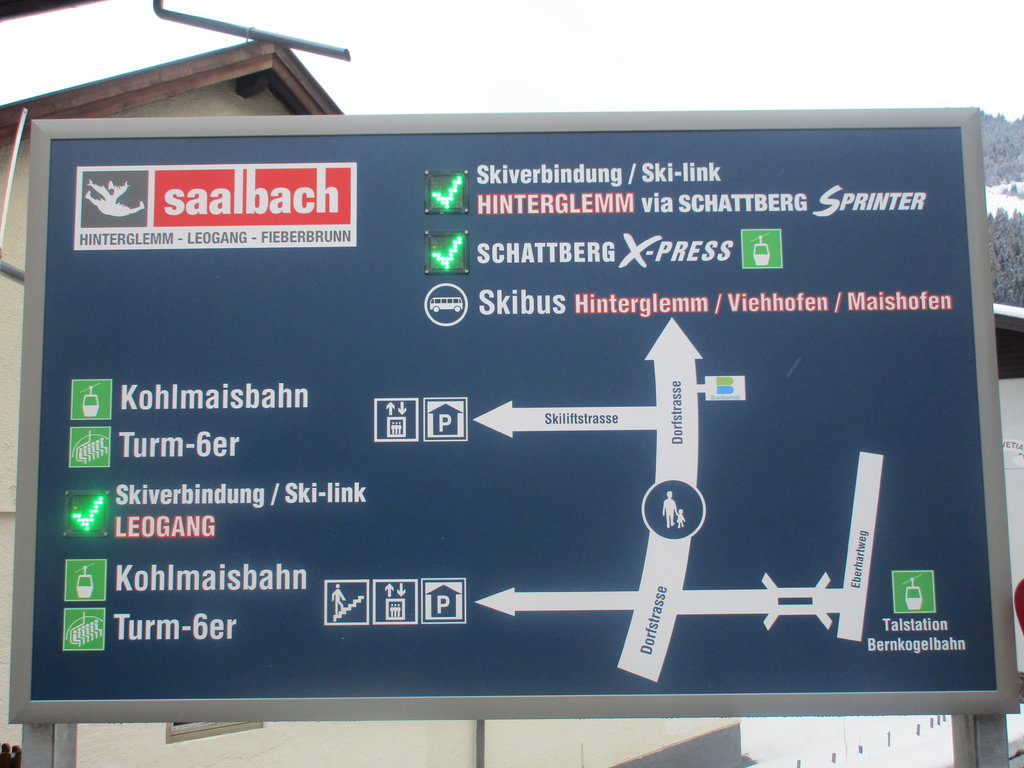 saalbach
HINTERGLEMM - LEOGANG - FIEBERBRUNN
Skiverbindung / Ski-link
HINTERGLEMM via SCHATTBERG SPRINTER
SCHATTBERG X-PRESS
Skibus Hinterglemm / Viehhofen / Maishofen
Kohlmaisbahn
Turm-6er
Skiverbindung / Ski-link
LEOGANG
Kohlmaisbahn
Turm-6er
P
Skiliftstrasse
Dorfstrasse
Bankomat
P
Dorfstrasse
Eberhartweg
Talstation
Bernkogelbahn